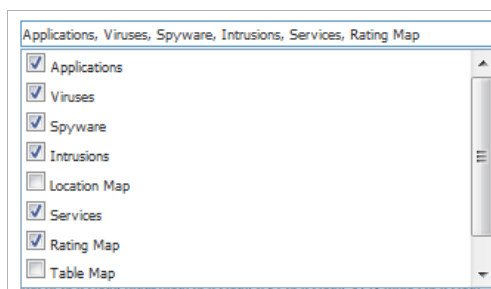 Applications, Viruses, Spyware, Intrusions, Services, Rating Map
Applications
Viruses
Spyware
Intrusions
Location Map
Services
Rating Map
Table Map